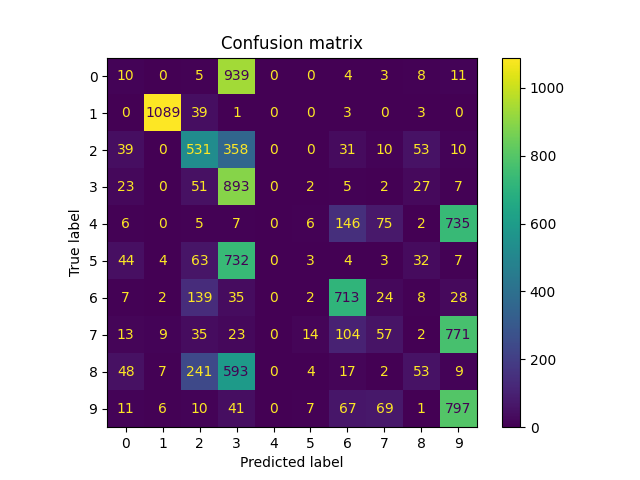 Confusion matrix
0 10 0 5 939 0 0 4 3 8 11
1 0 1089 39 1 0 0 3 0 3 0
2 39 0 531 358 0 0 31 10 53 10
3 23 0 51 893 0 2 5 2 27 7
4 6 0 5 7 0 6 146 75 2 735
5 44 4 63 732 0 3 4 3 32 7
6 7 2 139 35 0 2 713 24 8 28
7 13 9 35 23 0 14 104 57 2 771
8 48 7 241 593 0 4 17 2 53 9
9 11 6 10 41 0 7 67 69 1 797
0 1 2 3 4 5 6 7 8 9
Predicted label
True label
1000
800
600
400
200
0